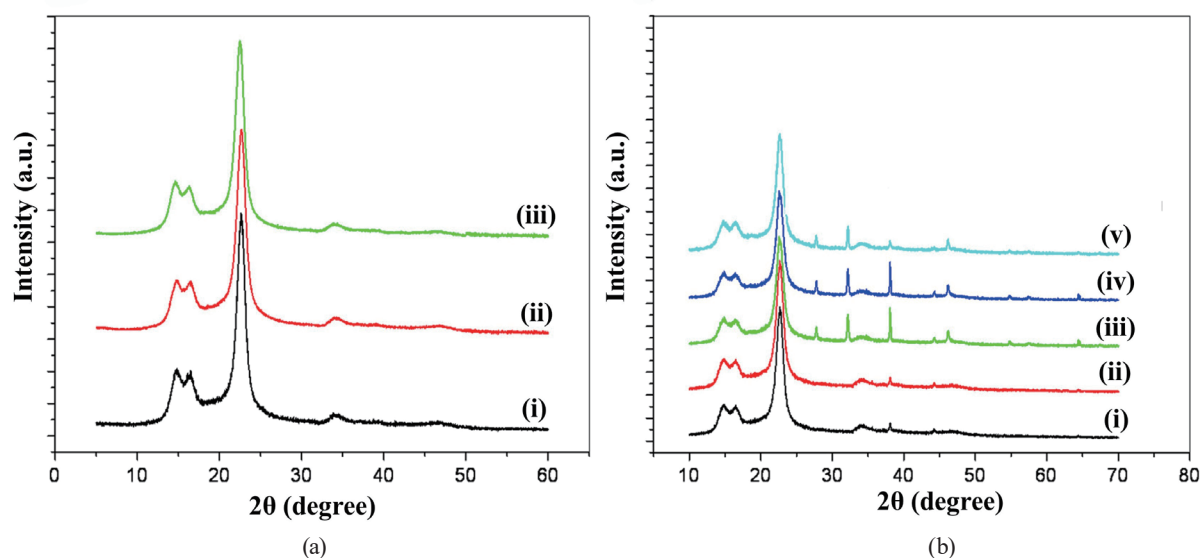 Intensity (a.u.)
(iii)
(ii)
(i)
0 10 20 30 40 50 60
2θ (degree)
(a)
Intensity (a.u.)
(v)
(iv)
(iii)
(ii)
(i)
10 20 30 40 50 60 70 80
2θ (degree)
(b)